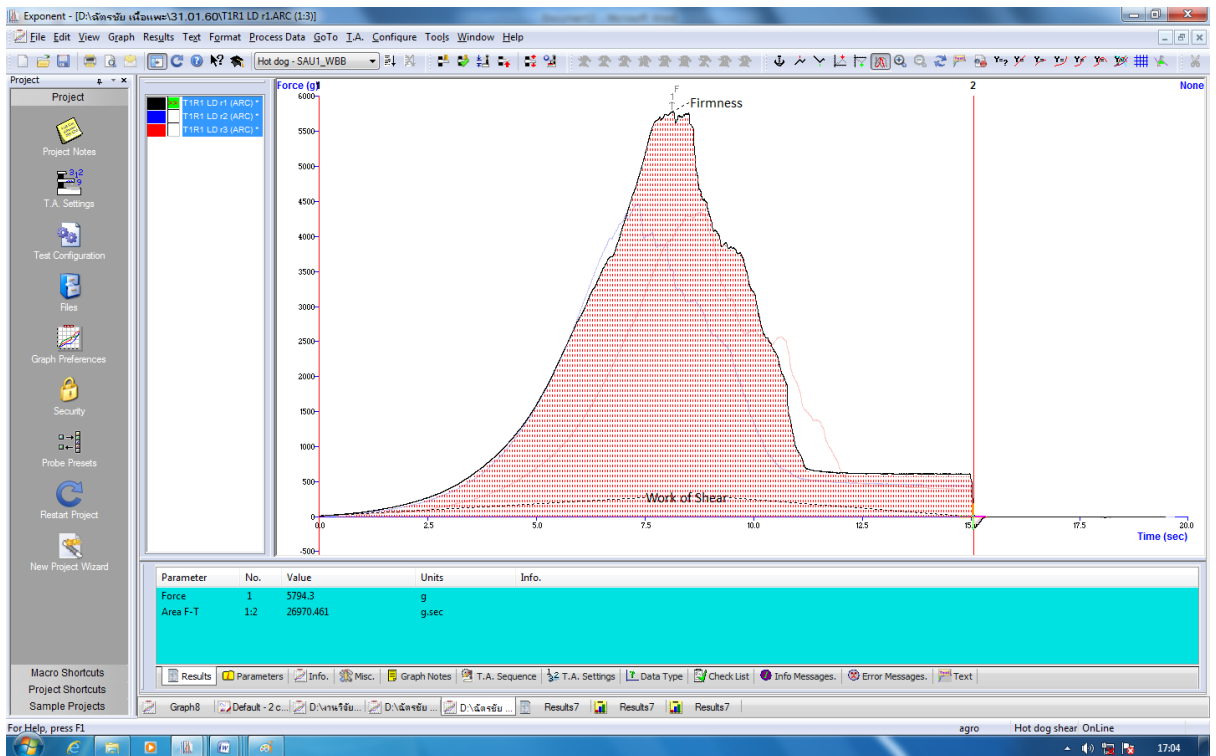 Exponent - [D:\ฉัตรชัย เนื้อแพะ\31.01.60\T1R1 LD r1.ARC (1:3)]
File Edit View Graph Results Text Format Process Data GoTo T.A. Configure Tools Window Help
Hot dog - SAU1_WBB
Project
Project
Project Notes
T.A. Settings
Test Configuration
Files
Graph Preferences
Security
Probe Presets
Restart Project
New Project Wizard
Macro Shortcuts
Project Shortcuts
Sample Projects
T1R1 LD r1 (ARC) *
T1R1 LD r2 (ARC) *
T1R1 LD r3 (ARC) *
Force (g)
1
2
None
6000
5500
5000
4500
4000
3500
3000
2500
2000
1500
1000
500
0
-500
F
1
Firmness
Work of Shear
0.0 2.5 5.0 7.5 10.0 12.5 15.0 17.5 20.0
Time (sec)
Parameter No. Value Units Info.
Force 1 5794.3 g
Area F-T 1:2 26970.461 g.sec
Results Parameters Info. Misc. Graph Notes T.A. Sequence T.A. Settings Data Type Check List Info Messages. Error Messages. Text
Graph8 Default - 2 c... D:\งานวิจัย... D:\ฉัตรชัย ... D:\ฉัตรชัย ... Results7 Results7 Results7
For Help, press F1
agro Hot dog shear OnLine
17:04